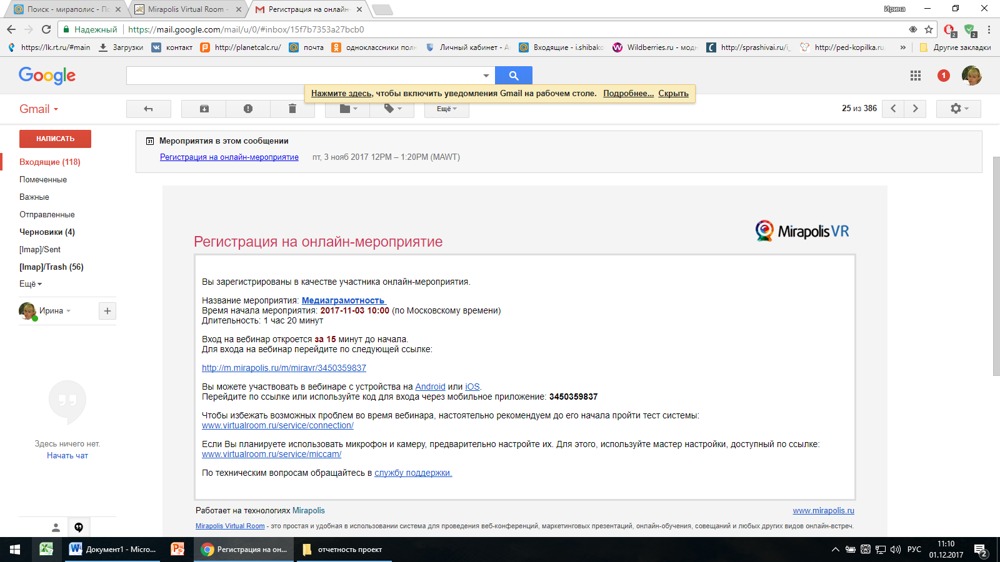 Поиск - мираполис - По
Mirapolis Virtual Room -
Регистрация на онлайн-
Ирина
Надежный
https://mail.google.com/mail/u/0/#inbox/15f7b7353a27bcb0
https://lk.rt.ru/#main
Загрузки
контакт
http://planetcalc.ru/
почта
одноклассники полн
Личный кабинет - А
Входящие - i.shibako
Wildberries.ru - модн
http://sprashivai.ru/i_
http://ped-kopilka.ru
»
Другие закладки
Google
1
Нажмите здесь, чтобы включить уведомления Gmail на рабочем столе. Подробнее... Скрыть
Gmail
Ещё
25 из 386
НАПИСАТЬ
Входящие (118)
Помеченные
Важные
Отправленные
Черновики (4)
[Imap]/Sent
[Imap]/Trash (56)
Ещё
Ирина
+
Здесь ничего нет.
Начать чат
31 Мероприятия в этом сообщении
Регистрация на онлайн-мероприятие пт, 3 нояб 2017 12PM – 1:20PM (MAWT)
Mirapolis VR
Регистрация на онлайн-мероприятие
Вы зарегистрированы в качестве участника онлайн-мероприятия.
Название мероприятия: Медиаграмотность
Время начала мероприятия: 2017-11-03 10:00 (по Московскому времени)
Длительность: 1 час 20 минут
Вход на вебинар откроется за 15 минут до начала.
Для входа на вебинар перейдите по следующей ссылке:
http://m.mirapolis.ru/m/miravr/3450359837
Вы можете участвовать в вебинаре с устройства на Android или iOS.
Перейдите по ссылке или используйте код для входа через мобильное приложение: 3450359837
Чтобы избежать возможных проблем во время вебинара, настоятельно рекомендуем до его начала пройти тест системы:
www.virtualroom.ru/service/connection/
Если Вы планируете использовать микрофон и камеру, предварительно настройте их. Для этого, используйте мастер настройки, доступный по ссылке:
www.virtualroom.ru/service/miccam/
По техническим вопросам обращайтесь в службу поддержки.
Работает на технологиях Mirapolis
www.mirapolis.ru
Mirapolis Virtual Room - это простая и удобная в использовании система для проведения веб-конференций, маркетинговых презентаций, онлайн-обучения, совещаний и любых других видов онлайн-встреч.
Документ1 - Micro...
Регистрация на он...
отчетность проект
РУС
11:10
01.12.2017
2